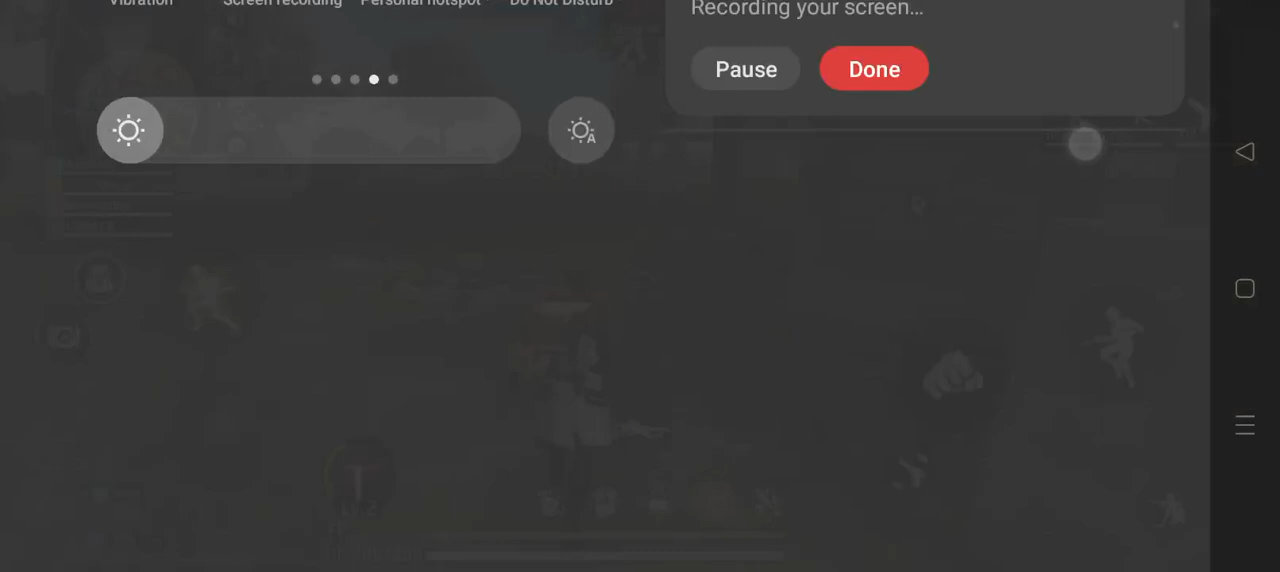 Vibration
Screen recording
Personal hotspot
Do Not Disturb
Recording your screen...
Pause
Done
A